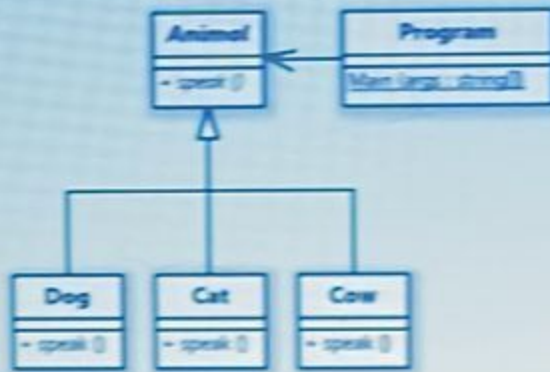 Animal
+ speak ()
Program
Main (args : string[])
Dog
+ speak ()
Cat
+ speak ()
Cow
+ speak ()